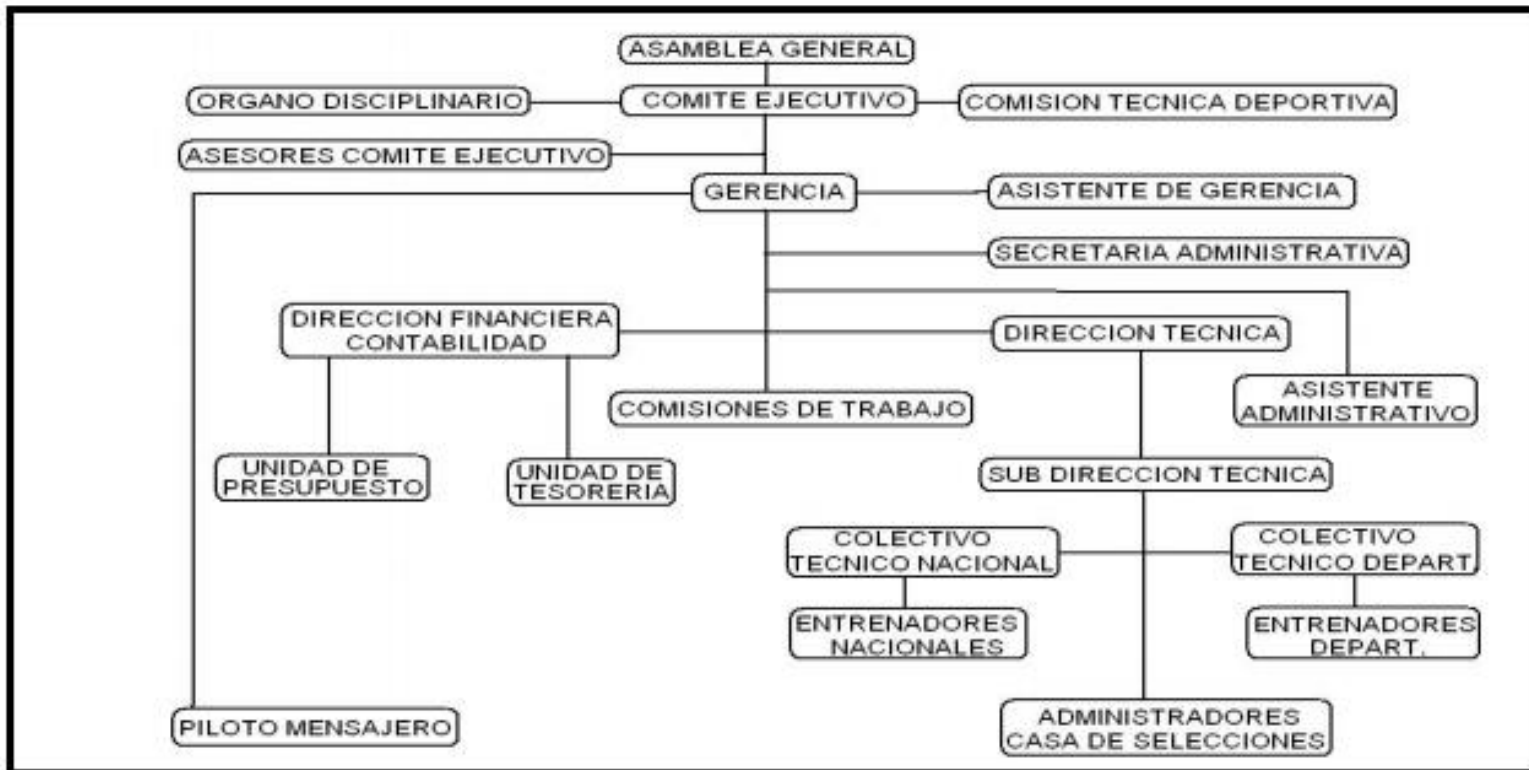 ASAMBLEA GENERAL
ORGANO DISCIPLINARIO
COMITE EJECUTIVO
COMISION TECNICA DEPORTIVA
ASESORES COMITE EJECUTIVO
GERENCIA
ASISTENTE DE GERENCIA
SECRETARIA ADMINISTRATIVA
DIRECCION FINANCIERA
CONTABILIDAD
DIRECCION TECNICA
COMISIONES DE TRABAJO
ASISTENTE
ADMINISTRATIVO
UNIDAD DE
PRESUPUESTO
UNIDAD DE
TESORERIA
SUB DIRECCION TECNICA
COLECTIVO
TECNICO NACIONAL
COLECTIVO
TECNICO DEPART.
ENTRENADORES
NACIONALES
ENTRENADORES
DEPART.
PILOTO MENSAJERO
ADMINISTRADORES
CASA DE SELECCIONES